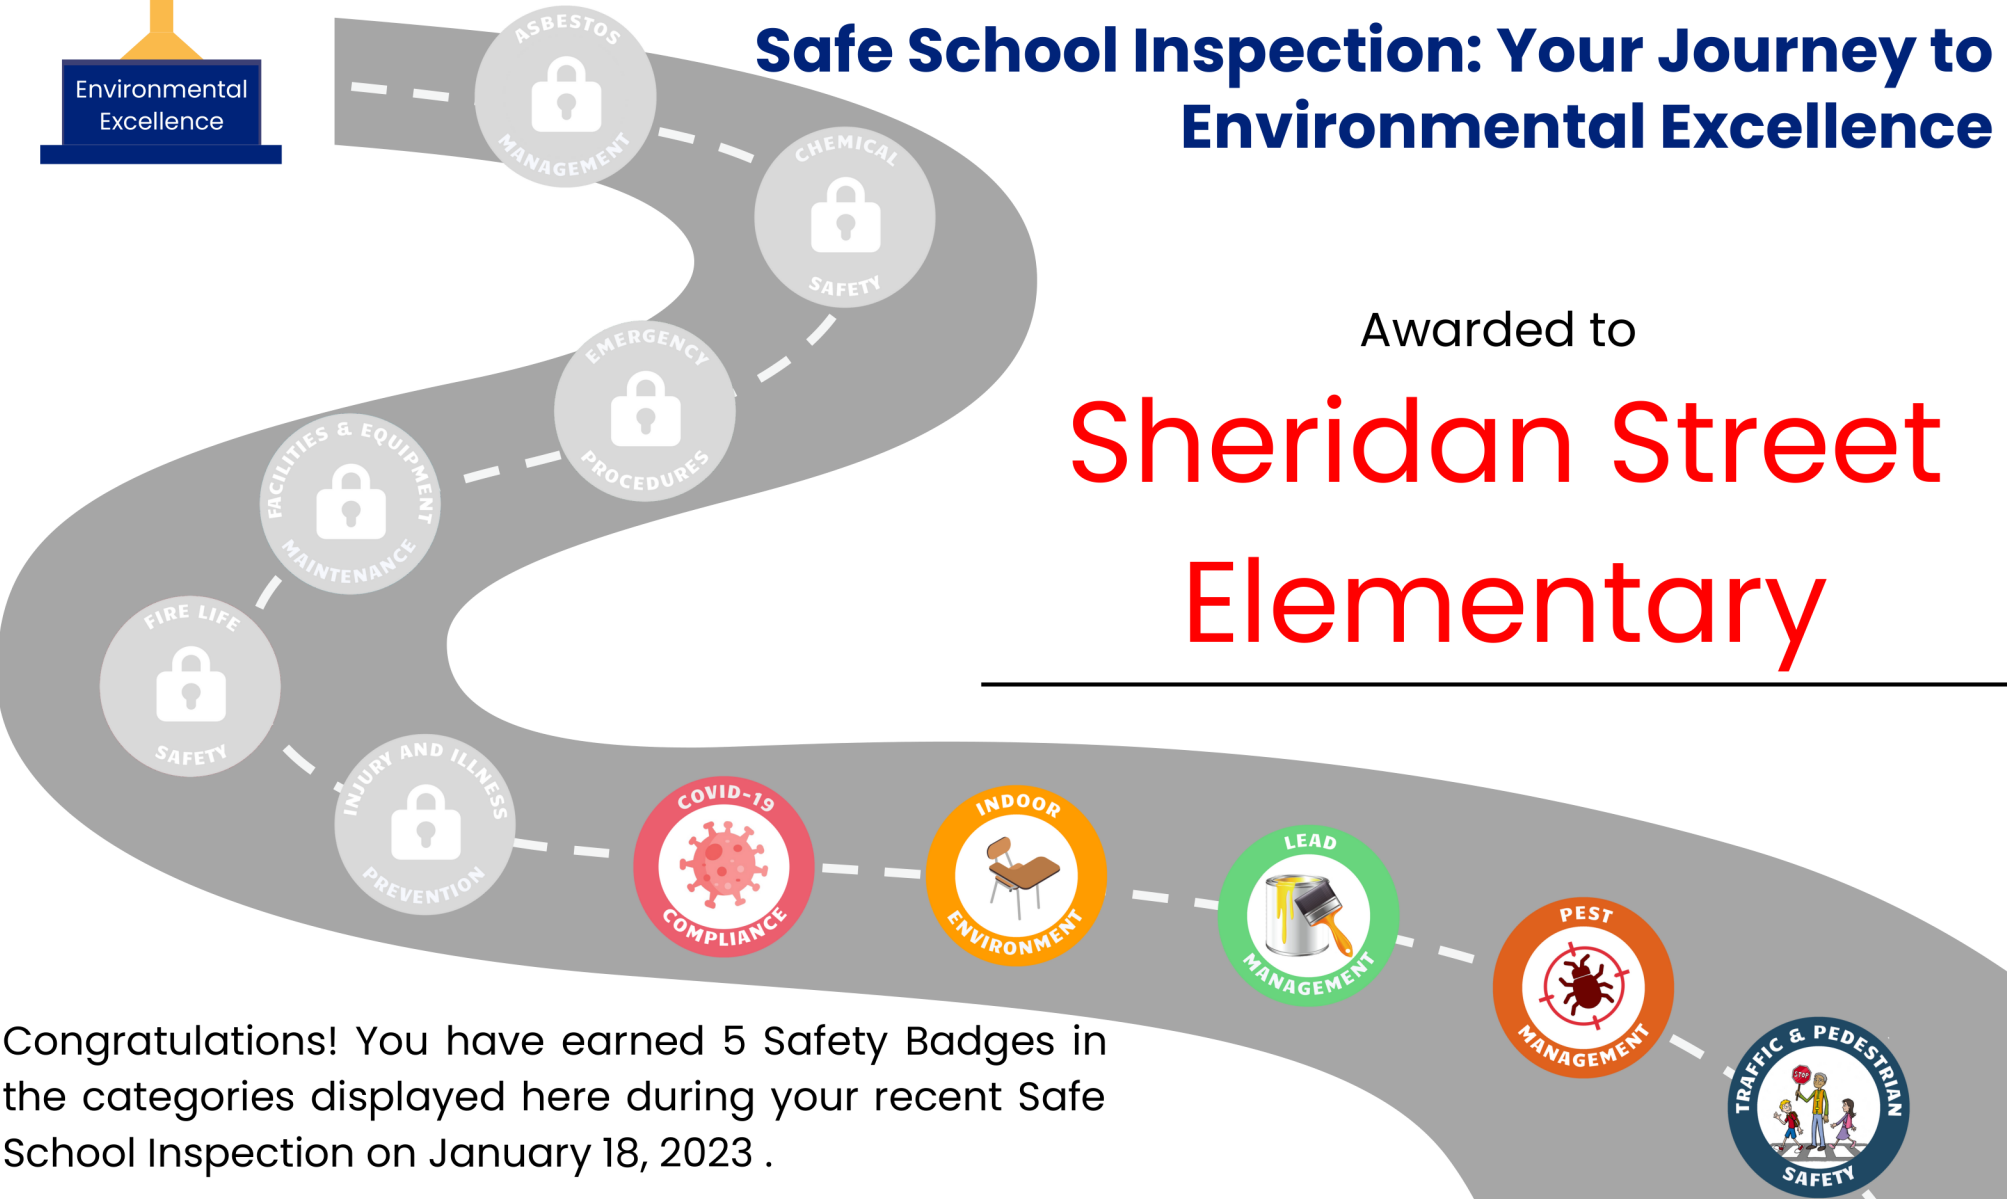 Safe School Inspection: Your Journey to
Environmental Excellence
Environmental
Excellence
ASBESTOS
MANAGEMENT
CHEMICAL
SAFETY
EMERGENCY
PROCEDURES
FACILITIES & EQUIPMENT
MAINTENANCE
FIRE LIFE
SAFETY
INJURY AND ILLNESS
PREVENTION
Awarded to
Sheridan Street
Elementary
COVID-19
COMPLIANCE
INDOOR
ENVIRONMENT
LEAD
MANAGEMENT
PEST
MANAGEMENT
TRAFFIC & PEDESTRIAN
STOP
SAFETY
Congratulations! You have earned 5 Safety Badges in
the categories displayed here during your recent Safe
School Inspection on January 18, 2023 .